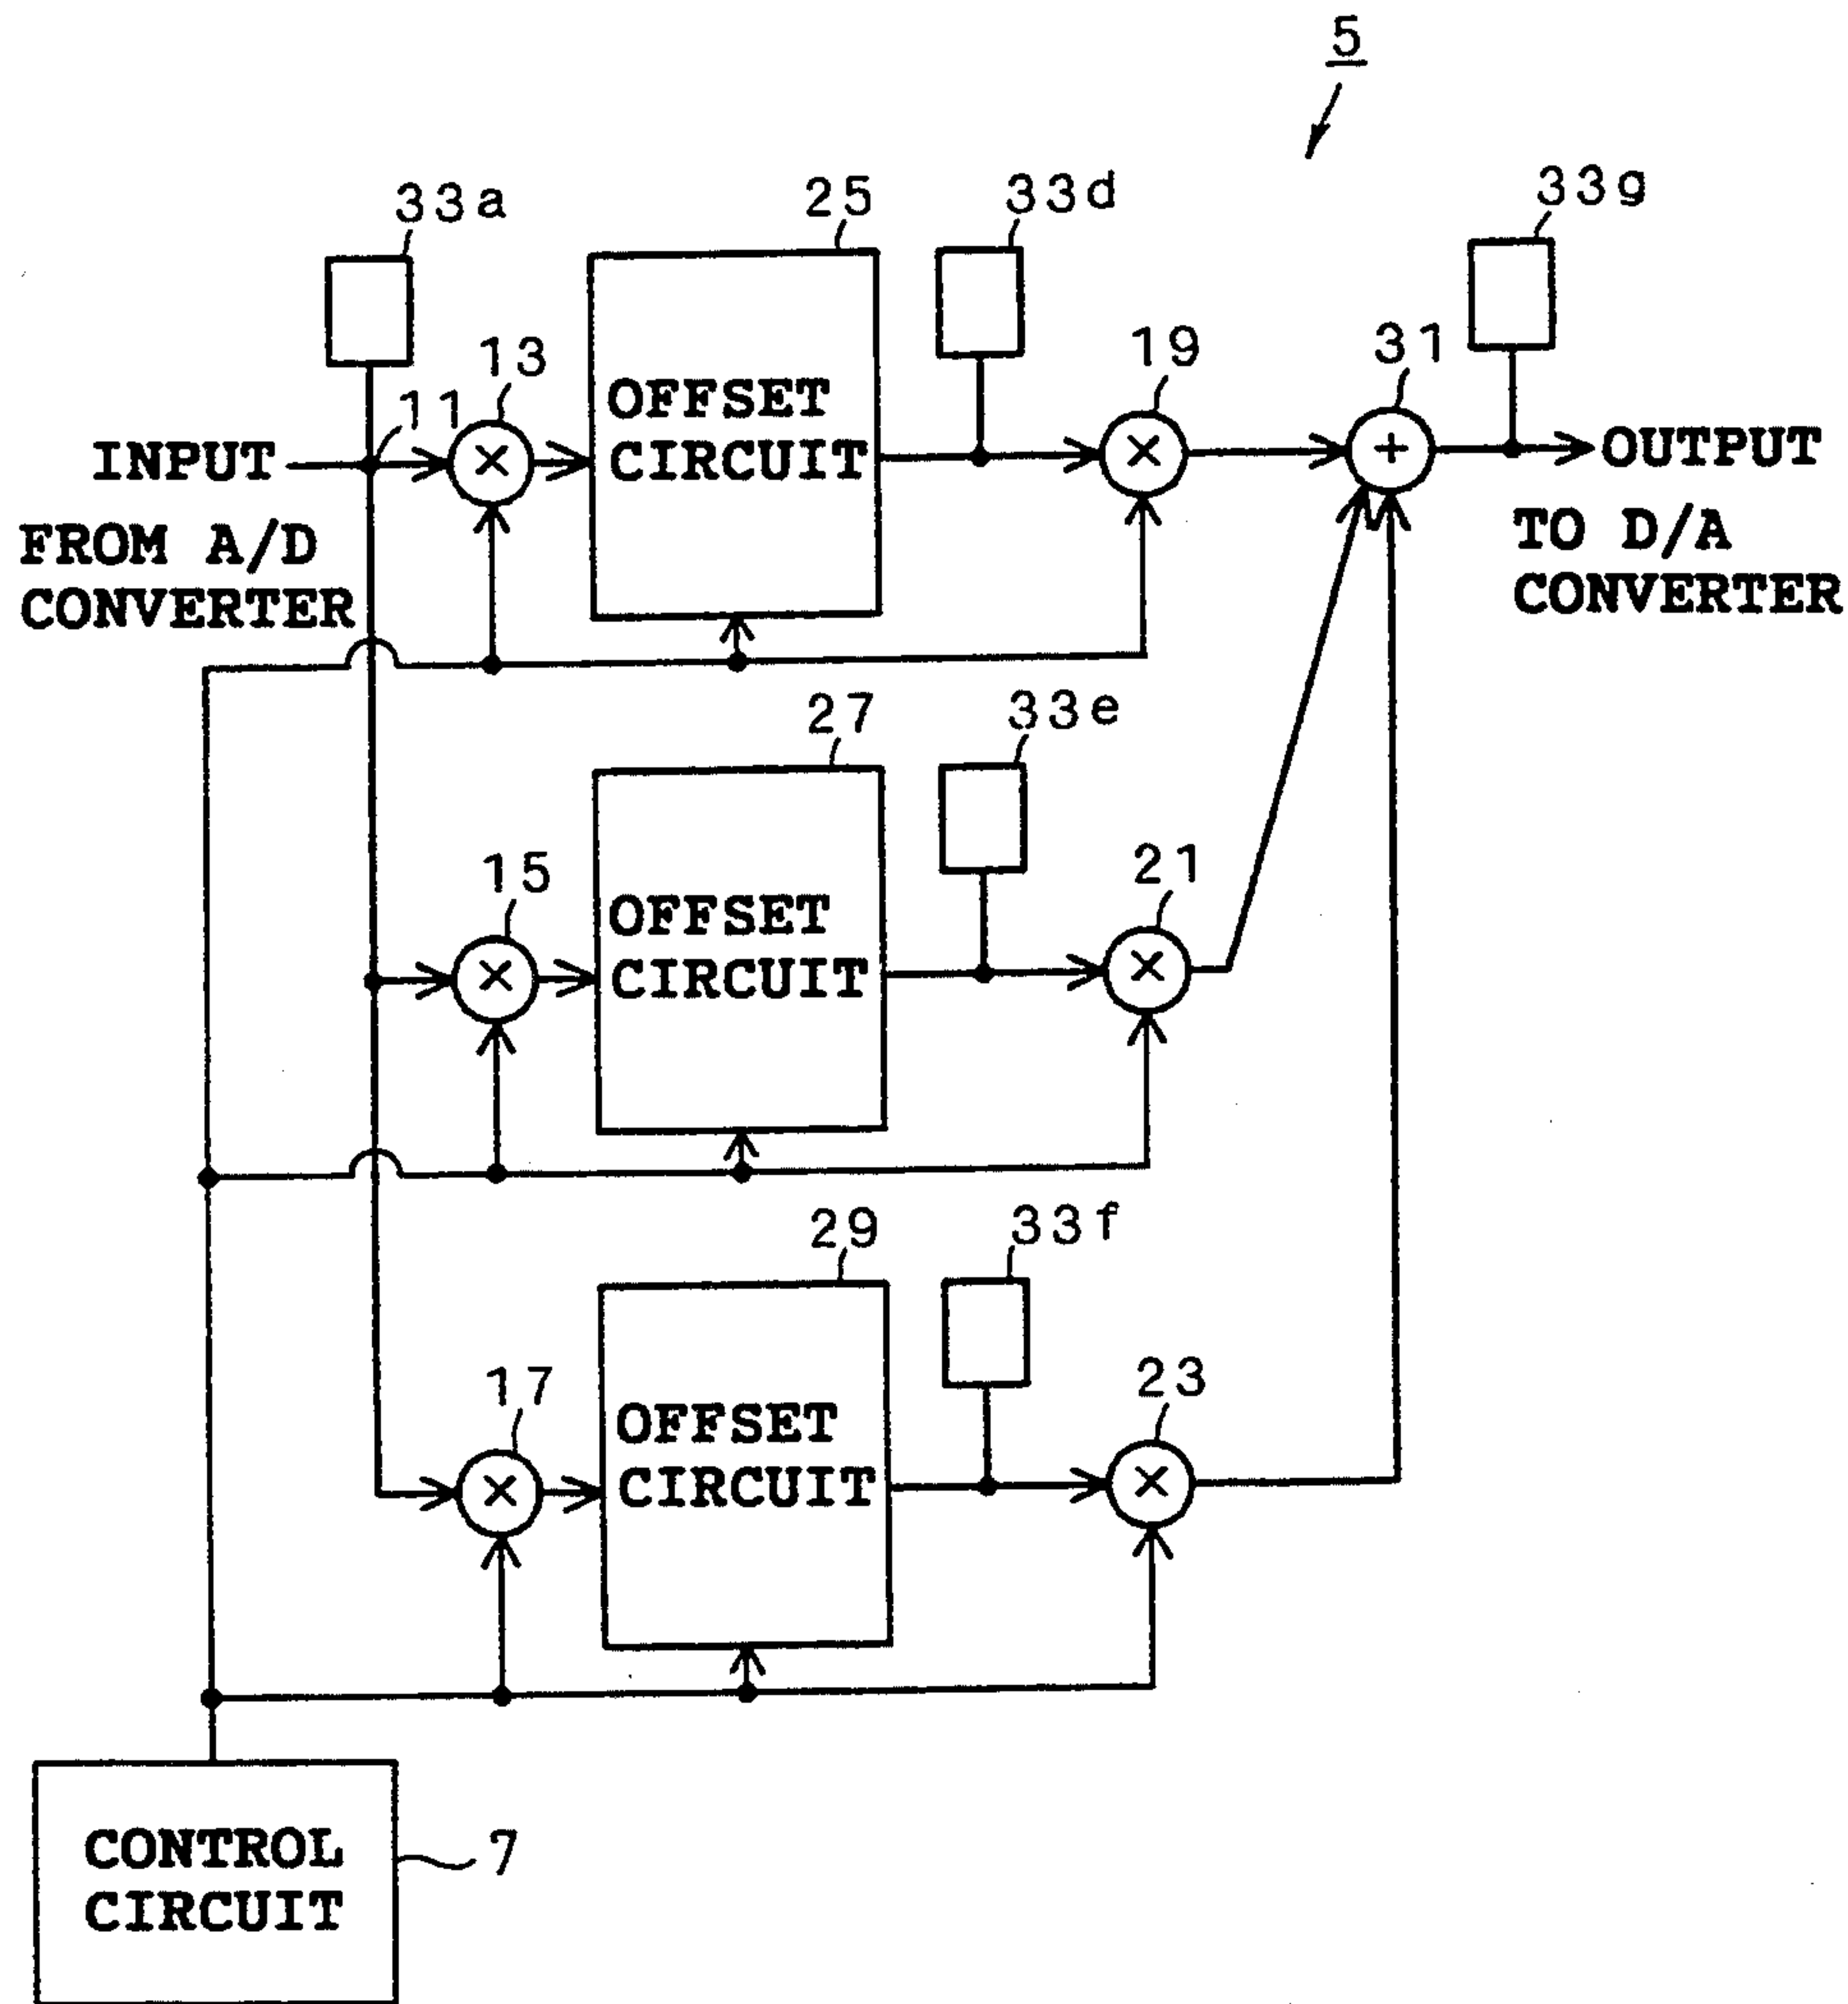 5
33a
25
33d
33g
13
19
31
11
OFFSET
CIRCUIT
INPUT
OUTPUT
FROM A/D
CONVERTER
TO D/A
CONVERTER
27
33e
15
21
OFFSET
CIRCUIT
29
33f
17
23
OFFSET
CIRCUIT
CONTROL
CIRCUIT
7